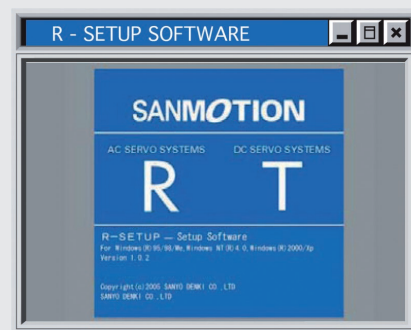 R - SETUP SOFTWARE
SANMOTION
AC SERVO SYSTEMS DC SERVO SYSTEMS
R T
R-SETUP — Setup Software
For Windows(R)95/98/Me,Windows NT(R)4.0,Windows(R)2000/Xp
Version 1.0.2
Copyright(c)2005 SANYO DENKI CO.,LTD
SANYO DENKI CO.,LTD